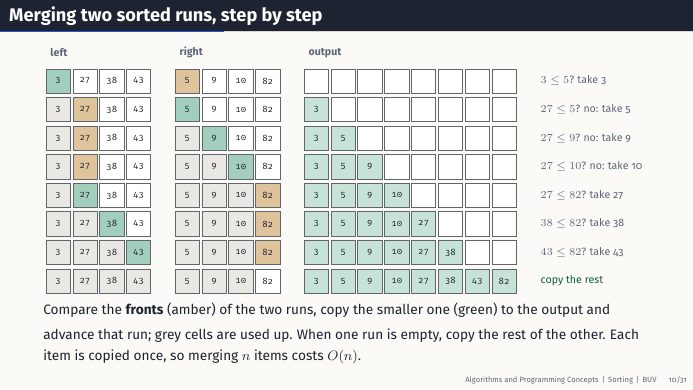 Merging two sorted runs, step by step
left right output
3 27 38 43 5 9 10 82 3 ≤ 5? take 3
3 27 38 43 5 9 10 82 3 27 ≤ 5? no: take 5
3 27 38 43 5 9 10 82 3 5 27 ≤ 9? take 9
3 27 38 43 5 9 10 82 3 5 9 27 ≤ 10? no: take 10
3 27 38 43 5 9 10 82 3 5 9 10 27 ≤ 82? take 27
3 27 38 43 5 9 10 82 3 5 9 10 27 38 ≤ 82? take 38
3 27 38 43 5 9 10 82 3 5 9 10 27 38 43 ≤ 82? take 43
3 27 38 43 5 9 10 82 3 5 9 10 27 38 43 82 copy the rest
Compare the fronts (amber) of the two runs, copy the smaller one (green) to the output and
advance that run; grey cells are used up. When one run is empty, copy the rest of the other. Each
item is copied once, so merging n items costs O(n).
Algorithms and Programming Concepts | Sorting | BUV 10/31